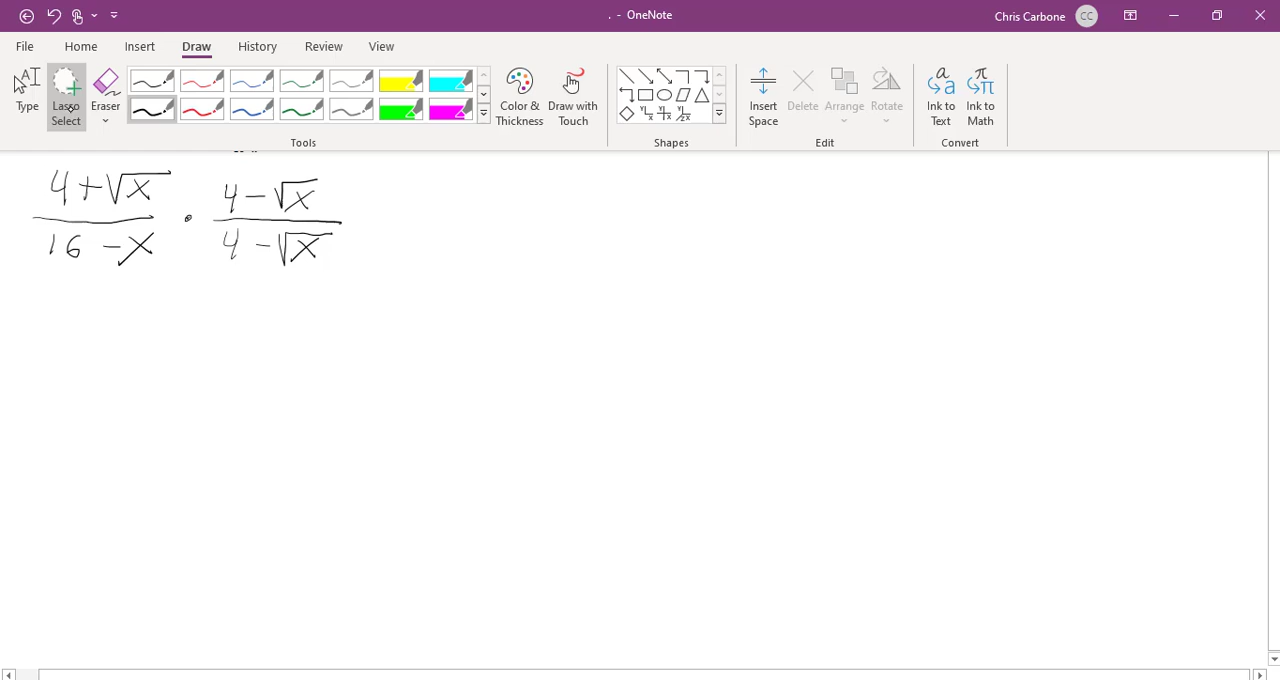 . - OneNote
Chris Carbone CC
File Home Insert Draw History Review View
Type Lasso Select Eraser Color & Thickness Draw with Touch Insert Space Delete Arrange Rotate Ink to Text Ink to Math
Tools Shapes Edit Convert
4+√x 4-√x
·
16-x 4-√x